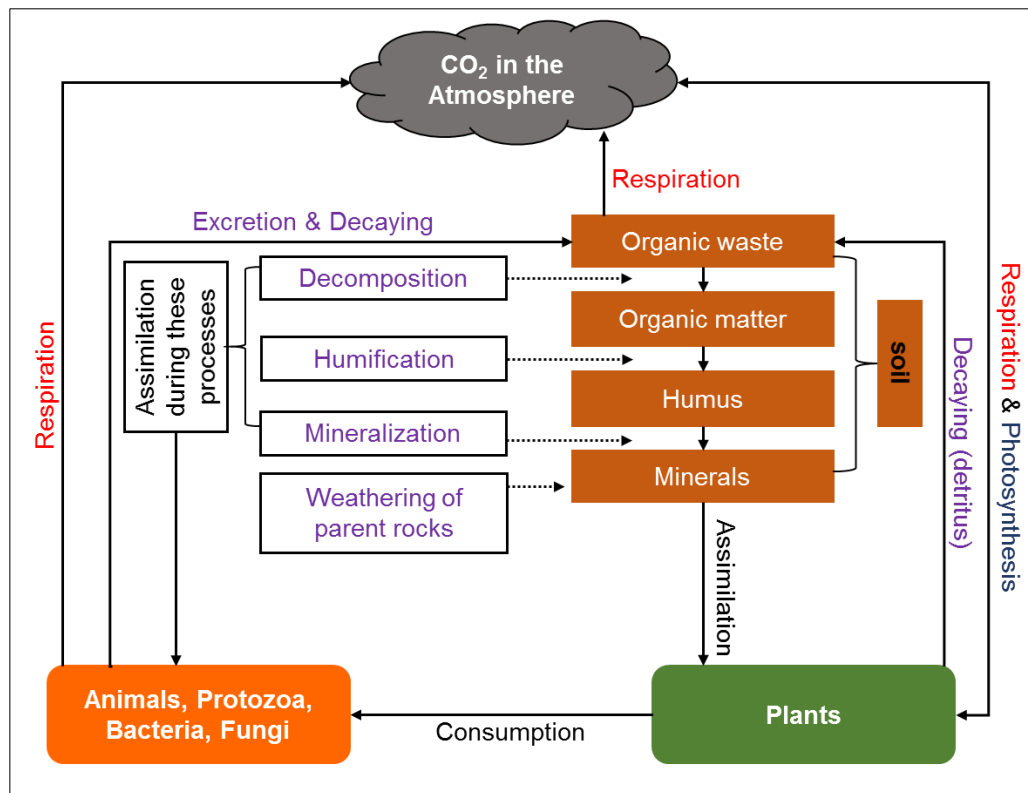 CO₂ in the
Atmosphere
Respiration
Excretion & Decaying
Organic waste
Decomposition
Organic matter
Humification
Humus
Mineralization
Minerals
Weathering of
parent rocks
Assimilation
during these
processes
Respiration
soil
Decaying (detritus)
Respiration & Photosynthesis
Assimilation
Animals, Protozoa,
Bacteria, Fungi
Consumption
Plants